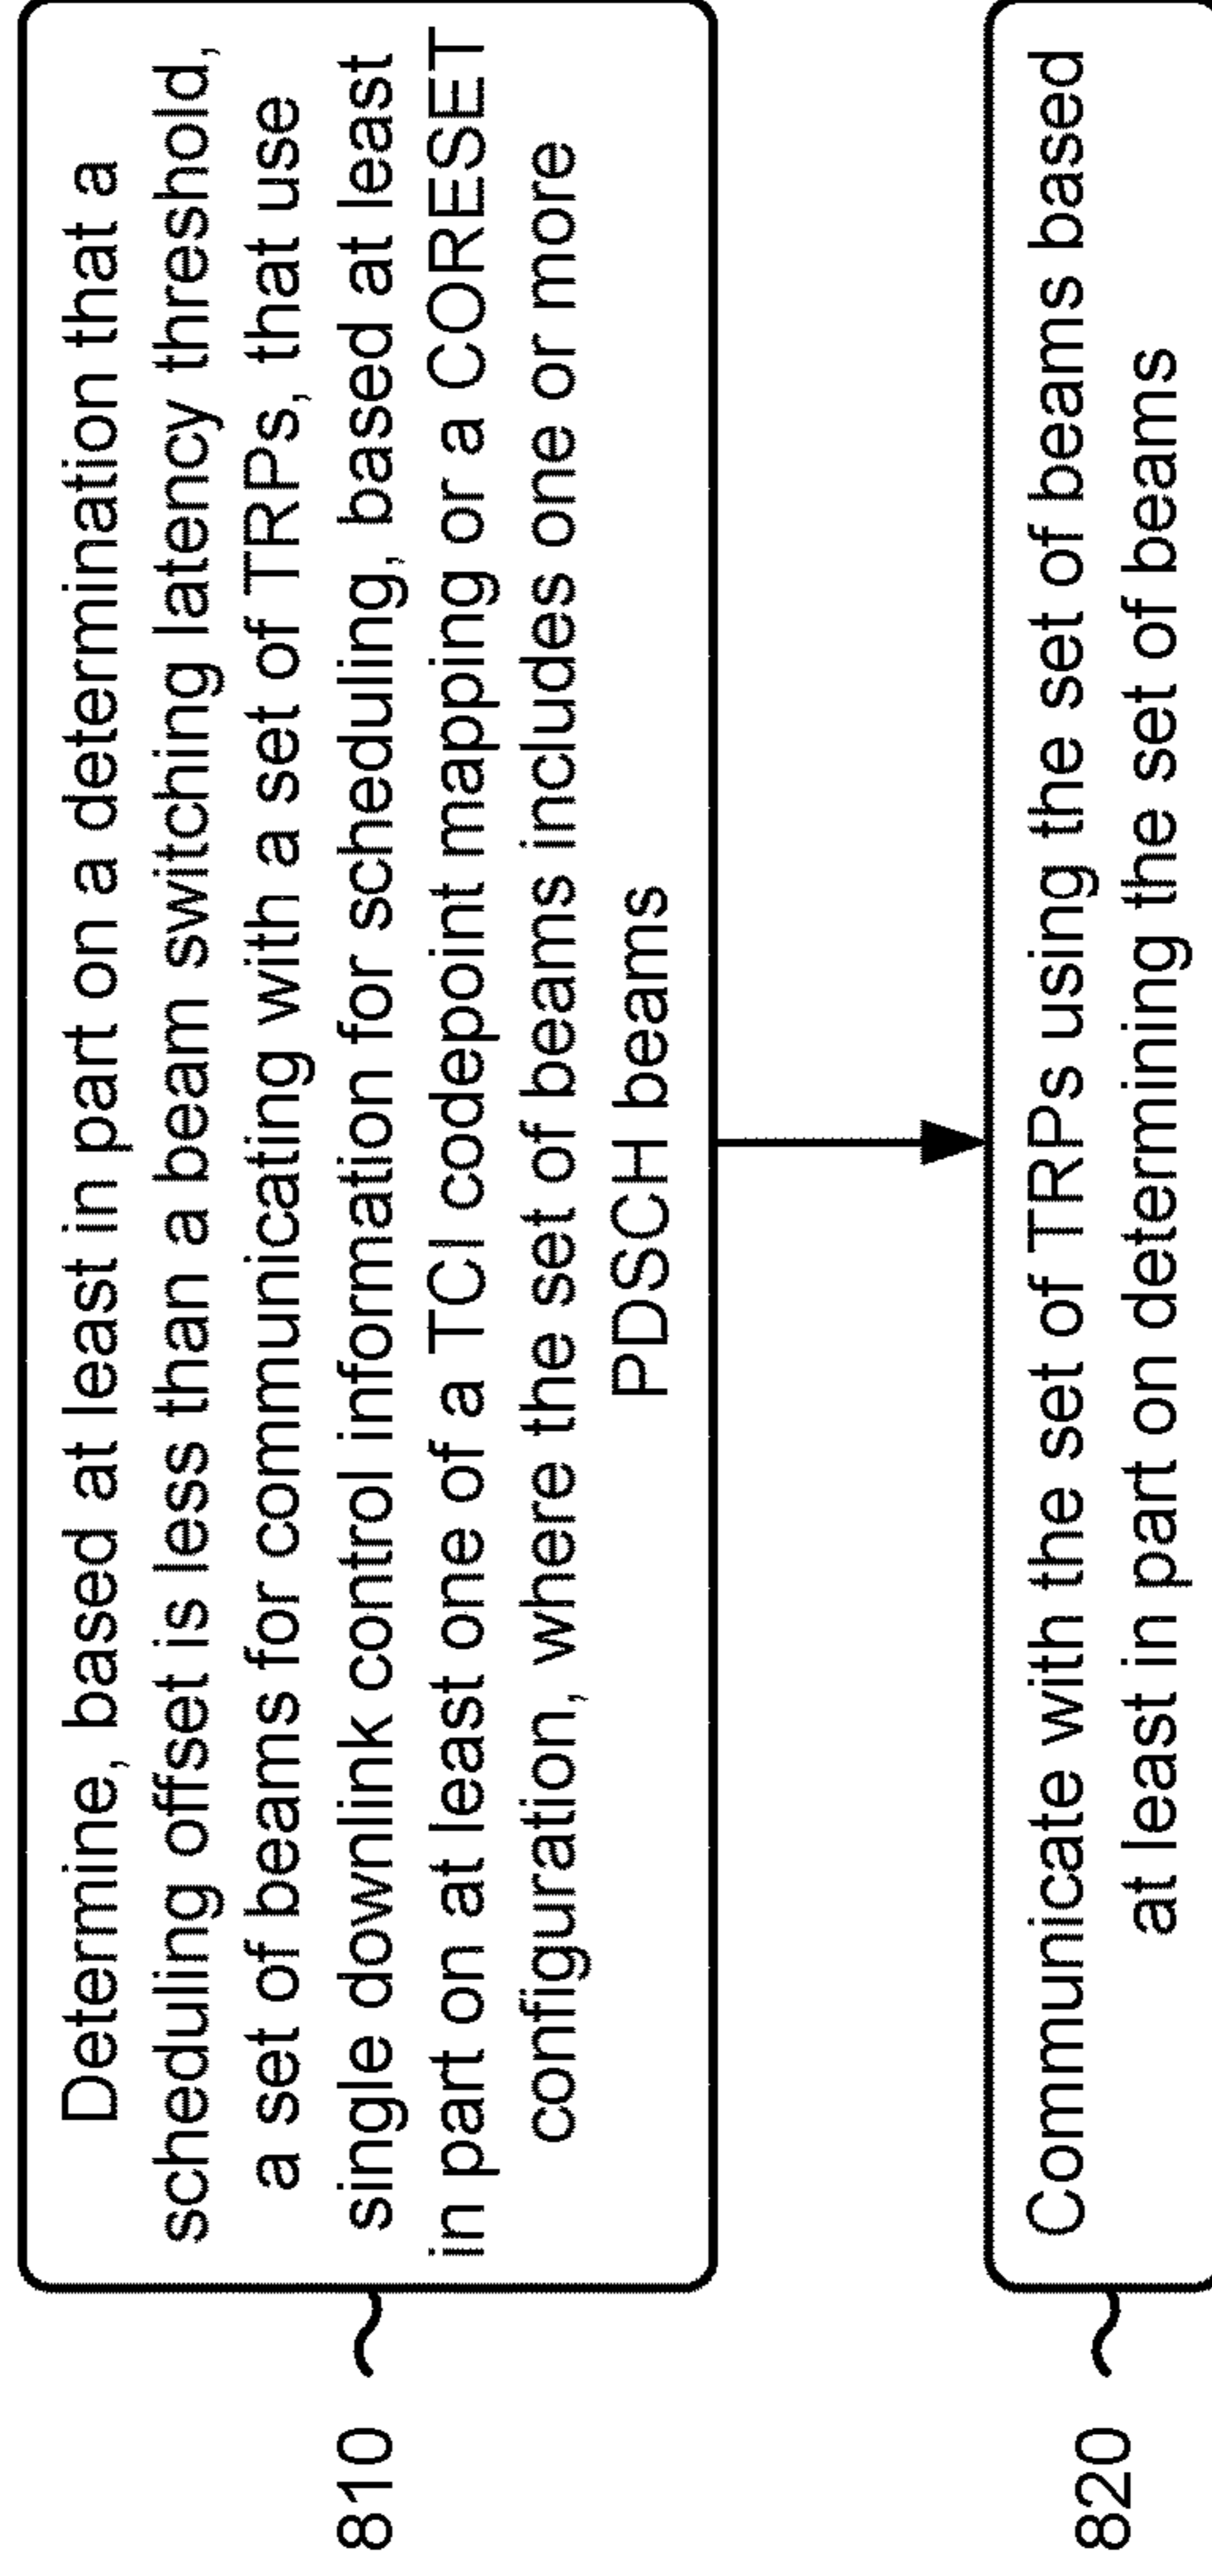 Determine, based at least in part on a determination that a
scheduling offset is less than a beam switching latency threshold,
a set of beams for communicating with a set of TRPs, that use
single downlink control information for scheduling, based at least
in part on at least one of a TCI codepoint mapping or a CORESET
configuration, where the set of beams includes one or more
PDSCH beams
810
Communicate with the set of TRPs using the set of beams based
at least in part on determining the set of beams
820